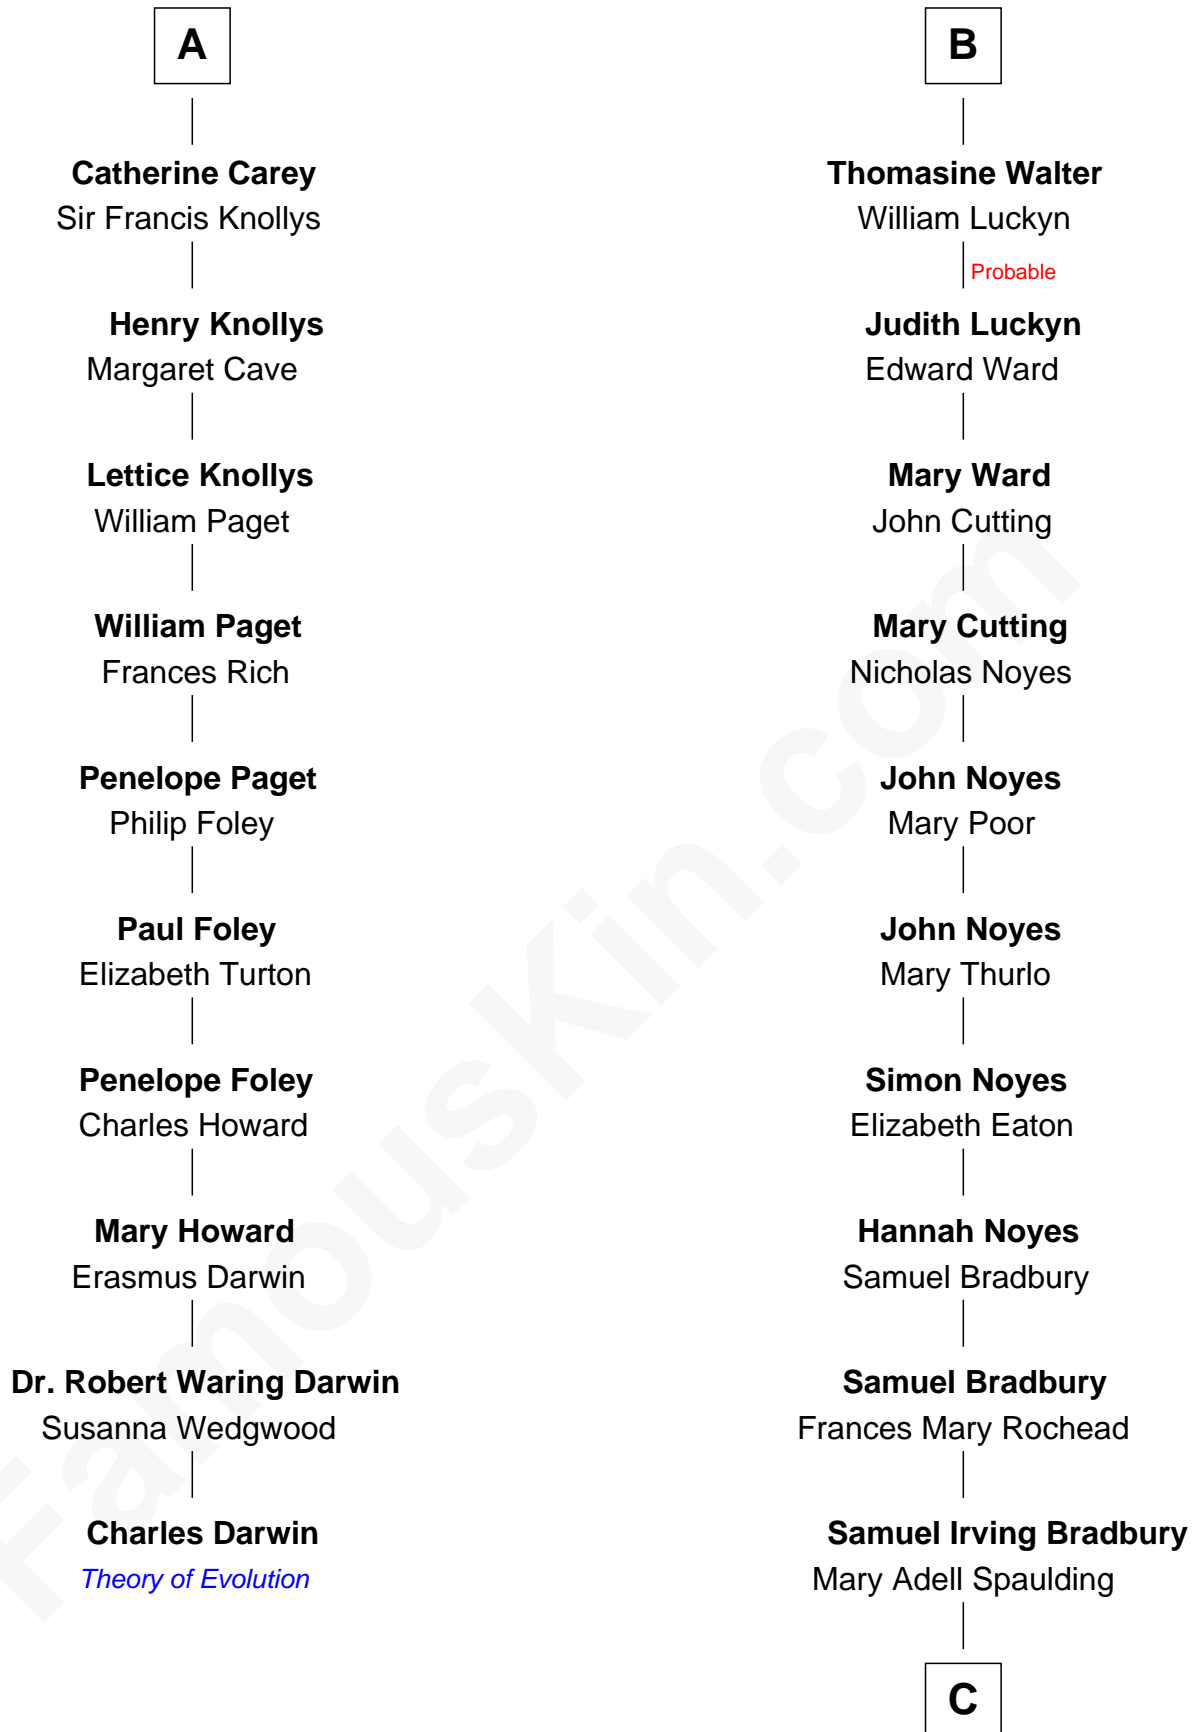 A
Catherine Carey
Sir Francis Knollys
Henry Knollys
Margaret Cave
Lettice Knollys
William Paget
William Paget
Frances Rich
Penelope Paget
Philip Foley
Paul Foley
Elizabeth Turton
Penelope Foley
Charles Howard
Mary Howard
Erasmus Darwin
Dr. Robert Waring Darwin
Susanna Wedgwood
Charles Darwin
Theory of Evolution
B
Thomasine Walter
William Luckyn
Probable
Judith Luckyn
Edward Ward
Mary Ward
John Cutting
Mary Cutting
Nicholas Noyes
John Noyes
Mary Poor
John Noyes
Mary Thurlo
Simon Noyes
Elizabeth Eaton
Hannah Noyes
Samuel Bradbury
Samuel Bradbury
Frances Mary Rochead
Samuel Irving Bradbury
Mary Adell Spaulding
C
FamousKin.com